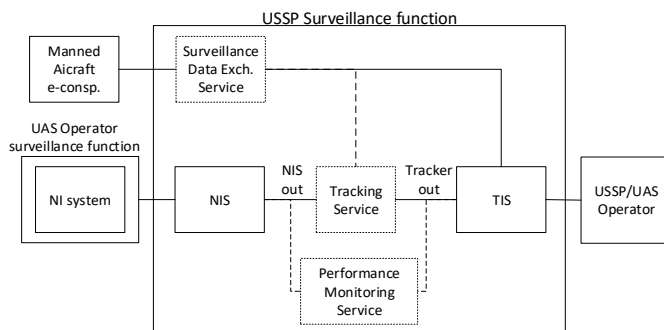 USSP Surveillance function
Manned
Aicraft
e-consp.
Surveillance
Data Exch.
Service
UAS Operator
surveillance function
NI system
NIS
NIS
out
Tracking
Service
Tracker
out
TIS
USSP/UAS
Operator
Performance
Monitoring
Service